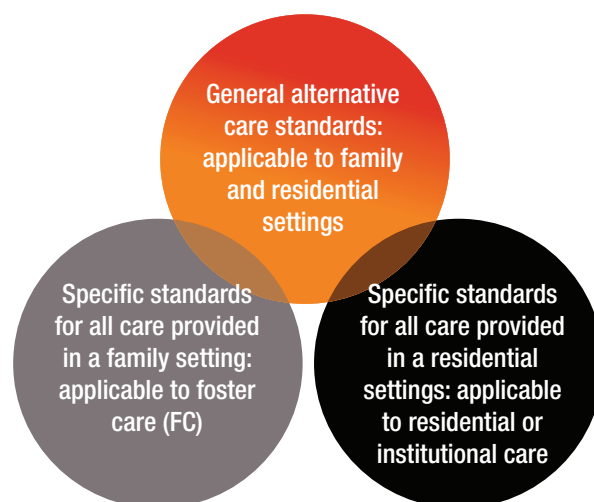 General alternative
care standards:
applicable to family
and residential
settings
Specific standards
for all care provided
in a family setting:
applicable to foster
care (FC)
Specific standards
for all care provided
in a residential
settings: applicable
to residential or
institutional care